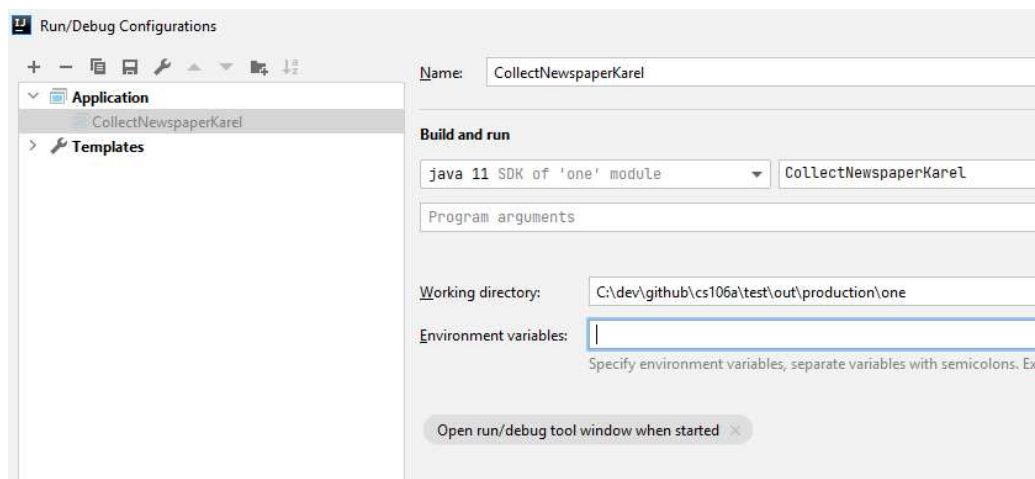 Run/Debug Configurations
Name: CollectNewspaperKarel
Application
CollectNewspaperKarel
Templates
Build and run
java 11 SDK of 'one' module
CollectNewspaperKarel
Program arguments
Working directory: C:\dev\github\cs106a\test\out\production\one
Environment variables:
Specify environment variables, separate variables with semicolons. Ex
Open run/debug tool window when started